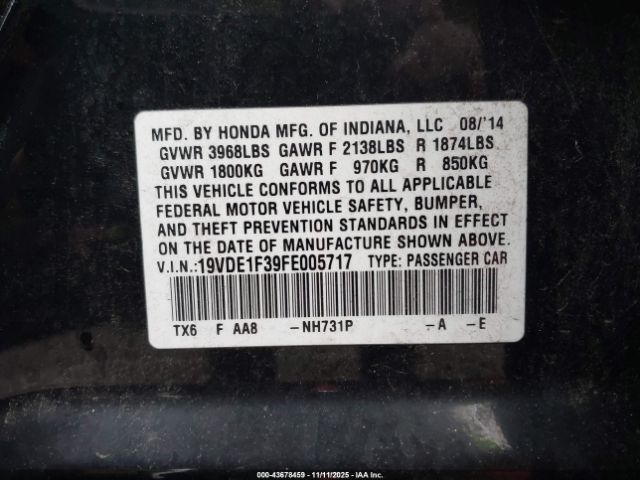 MFD. BY HONDA MFG. OF INDIANA, LLC 08/'14
GVWR 3968LBS GAWR F 2138LBS R 1874LBS
GVWR 1800KG GAWR F 970KG R 850KG
THIS VEHICLE CONFORMS TO ALL APPLICABLE
FEDERAL MOTOR VEHICLE SAFETY, BUMPER,
AND THEFT PREVENTION STANDARDS IN EFFECT
ON THE DATE OF MANUFACTURE SHOWN ABOVE.
V.I.N.:19VDE1F39FE005717 TYPE: PASSENGER CAR
TX6 F AA8 -NH731P -A -E
000-43678459 - 11/11/2025 - IAA Inc.